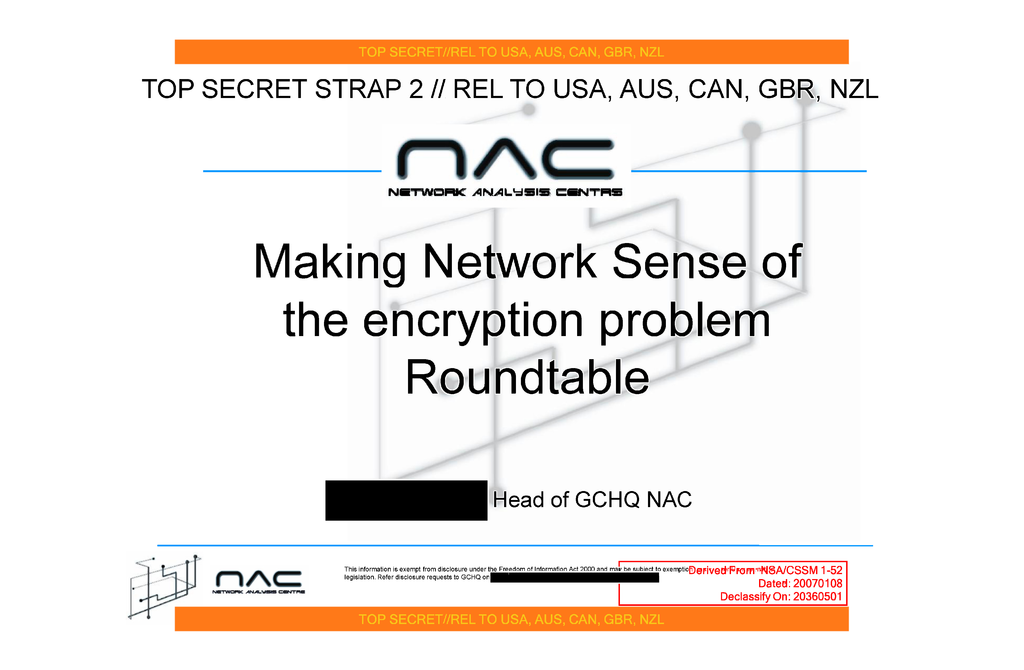 TOP SECRET//REL TO USA, AUS, CAN, GBR, NZL
TOP SECRET STRAP 2 // REL TO USA, AUS, CAN, GBR, NZL
NAC
NETWORK ANALYSIS CENTRE
Making Network Sense of
the encryption problem
Roundtable
Head of GCHQ NAC
NAC
NETWORK ANALYSIS CENTRE
This information is exempt from disclosure under the Freedom of Information Act 2000 and may be subject to exemption
legislation. Refer disclosure requests to GCHQ on
Derived From: NSA/CSSM 1-52
Dated: 20070108
Declassify On: 20360501
TOP SECRET//REL TO USA, AUS, CAN, GBR, NZL